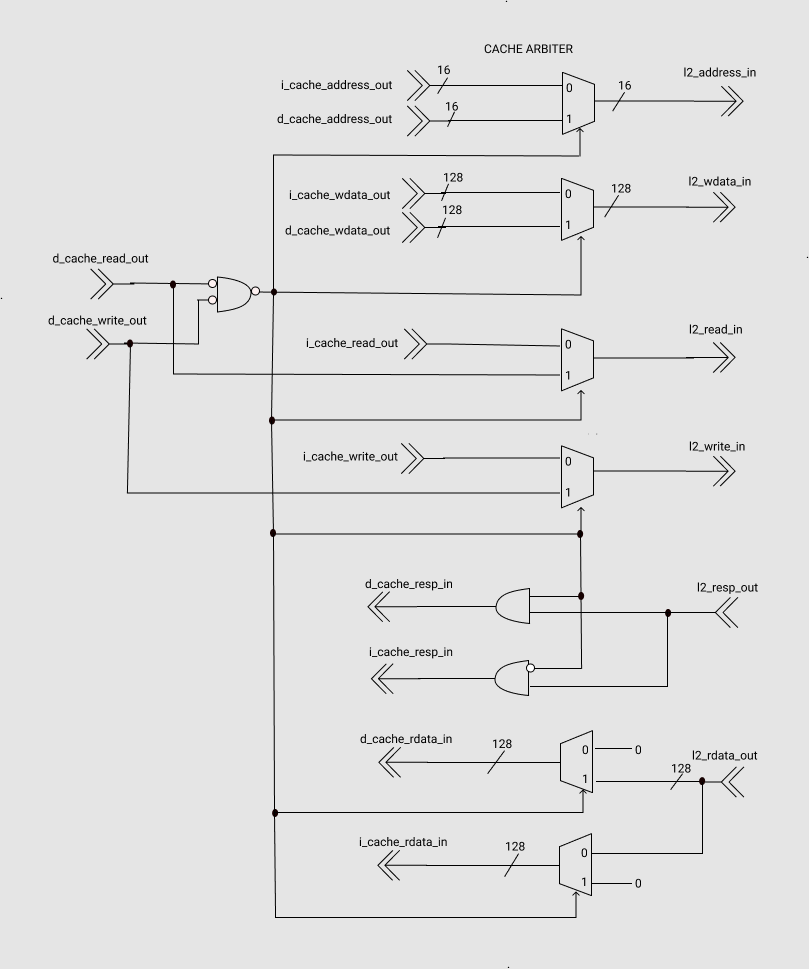 CACHE ARBITER
i_cache_address_out
16
0
d_cache_address_out
16
1
16
l2_address_in
i_cache_wdata_out
128
0
d_cache_wdata_out
128
1
128
l2_wdata_in
d_cache_read_out
d_cache_write_out
i_cache_read_out
0
1
l2_read_in
i_cache_write_out
0
1
l2_write_in
d_cache_resp_in
l2_resp_out
i_cache_resp_in
d_cache_rdata_in
128
0
0
1
128
l2_rdata_out
i_cache_rdata_in
128
0
1
0